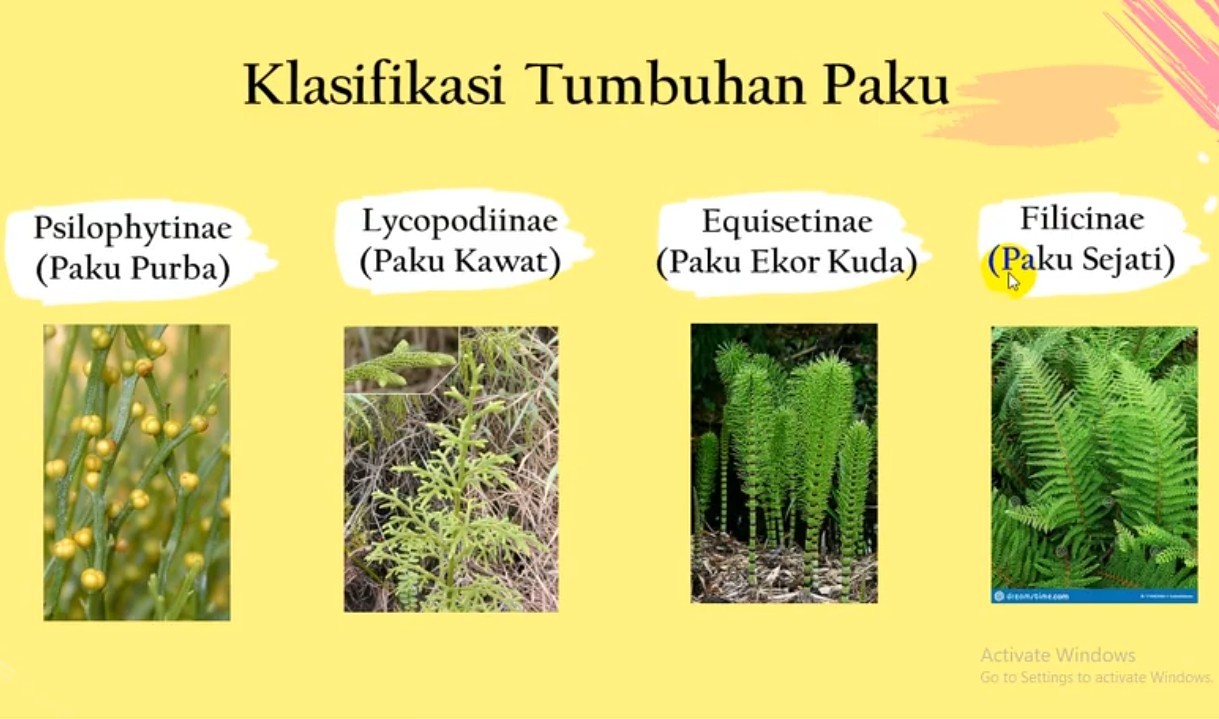 Klasifikasi Tumbuhan Paku
Psilophytinae
(Paku Purba)
Lycopodiinae
(Paku Kawat)
Equisetinae
(Paku Ekor Kuda)
Filicinae
(Paku Sejati)
dreamstime.com
Activate Windows
Go to Settings to activate Windows.